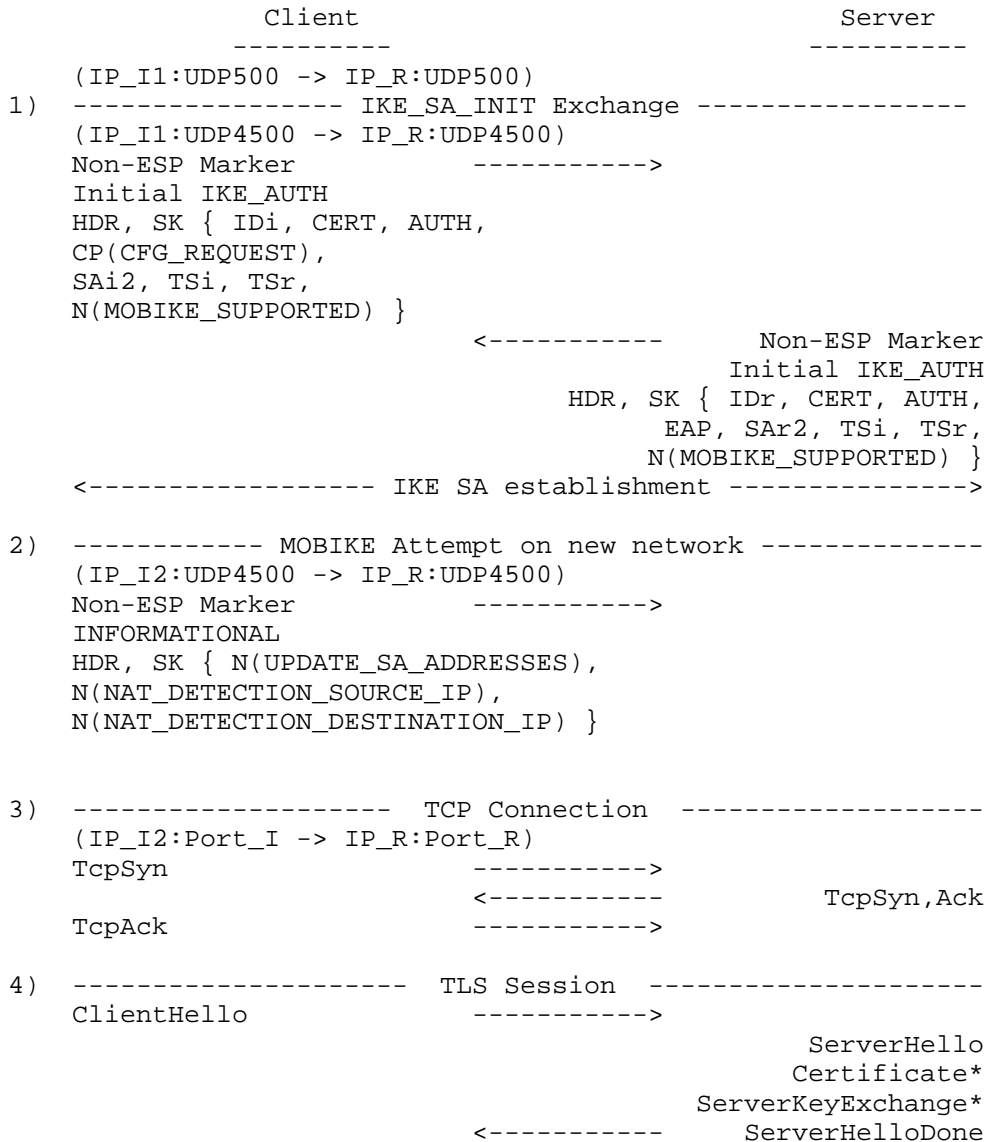 Client                              Server
----------                          ----------
(IP_I1:UDP500 -> IP_R:UDP500)
1)  ----------------- IKE_SA_INIT Exchange -----------------
(IP_I1:UDP4500 -> IP_R:UDP4500)
Non-ESP Marker           ----------->
Initial IKE_AUTH
HDR, SK { IDi, CERT, AUTH,
CP(CFG_REQUEST),
SAi2, TSi, TSr,
N(MOBIKE_SUPPORTED) }
<-----------      Non-ESP Marker
Initial IKE_AUTH
HDR, SK { IDr, CERT, AUTH,
EAP, SAr2, TSi, TSr,
N(MOBIKE_SUPPORTED) }
<------------------ IKE SA establishment --------------->
2)  ------------ MOBIKE Attempt on new network --------------
(IP_I2:UDP4500 -> IP_R:UDP4500)
Non-ESP Marker           ----------->
INFORMATIONAL
HDR, SK { N(UPDATE_SA_ADDRESSES),
N(NAT_DETECTION_SOURCE_IP),
N(NAT_DETECTION_DESTINATION_IP) }
3)  --------------------  TCP Connection  -------------------
(IP_I2:Port_I -> IP_R:Port_R)
TcpSyn                   ----------->
<-----------          TcpSyn,Ack
TcpAck                   ----------->
4)  ---------------------  TLS Session  ---------------------
ClientHello              ----------->
ServerHello
Certificate*
ServerKeyExchange*
<-----------     ServerHelloDone